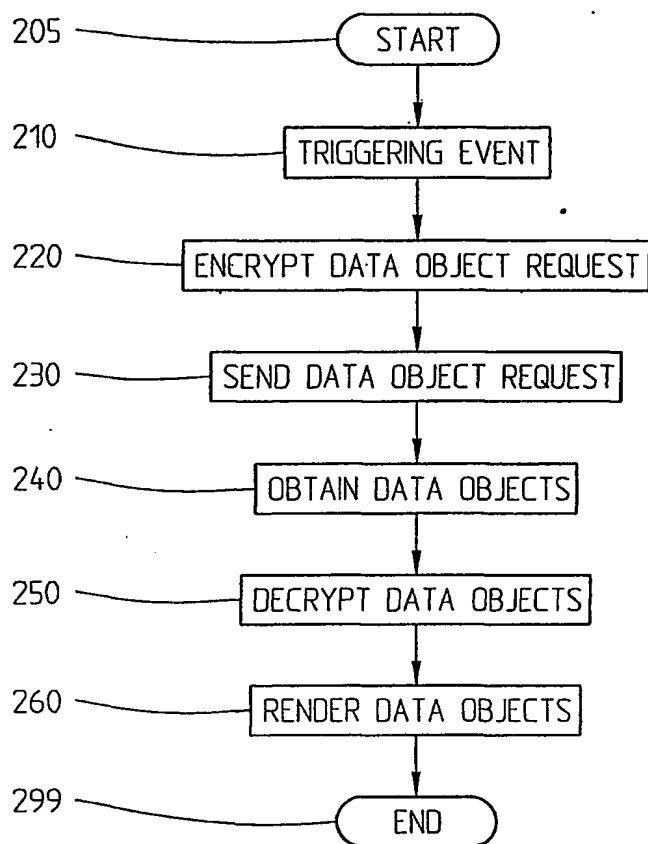 205 START
210 TRIGGERING EVENT
220 ENCRYPT DATA OBJECT REQUEST
230 SEND DATA OBJECT REQUEST
240 OBTAIN DATA OBJECTS
250 DECRYPT DATA OBJECTS
260 RENDER DATA OBJECTS
299 END